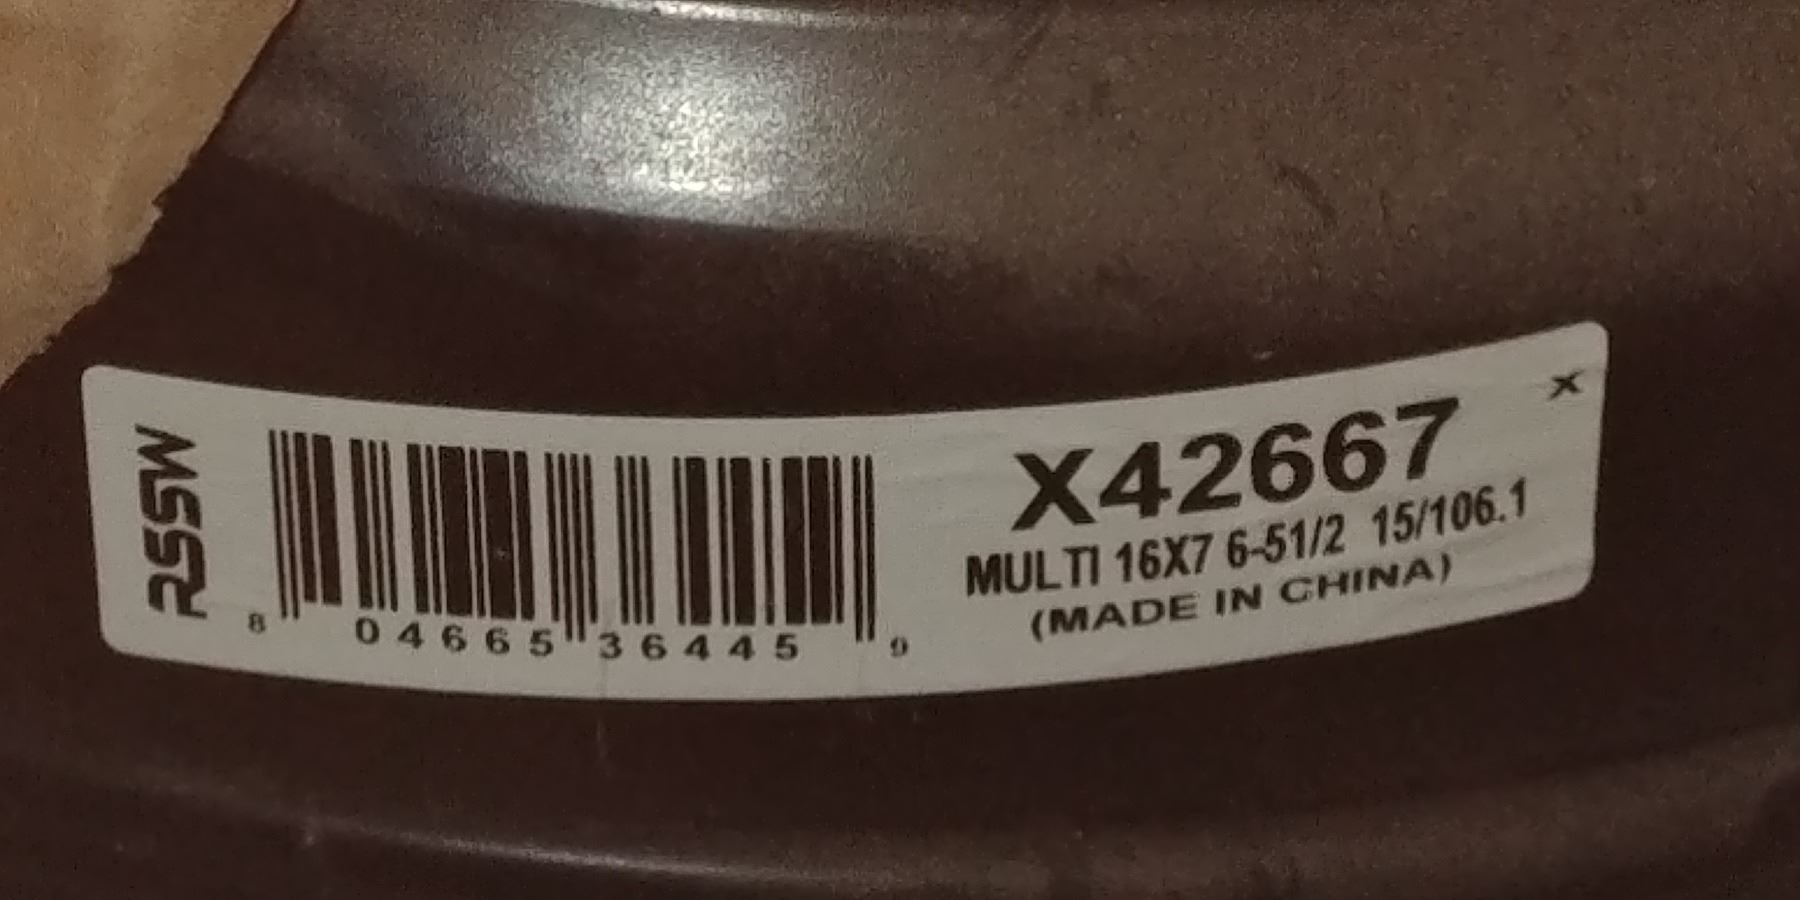 RSSW
X
X42667
MULTI 16X7 6-51/2 15/106.1
(MADE IN CHINA)
8 04665 36445 9